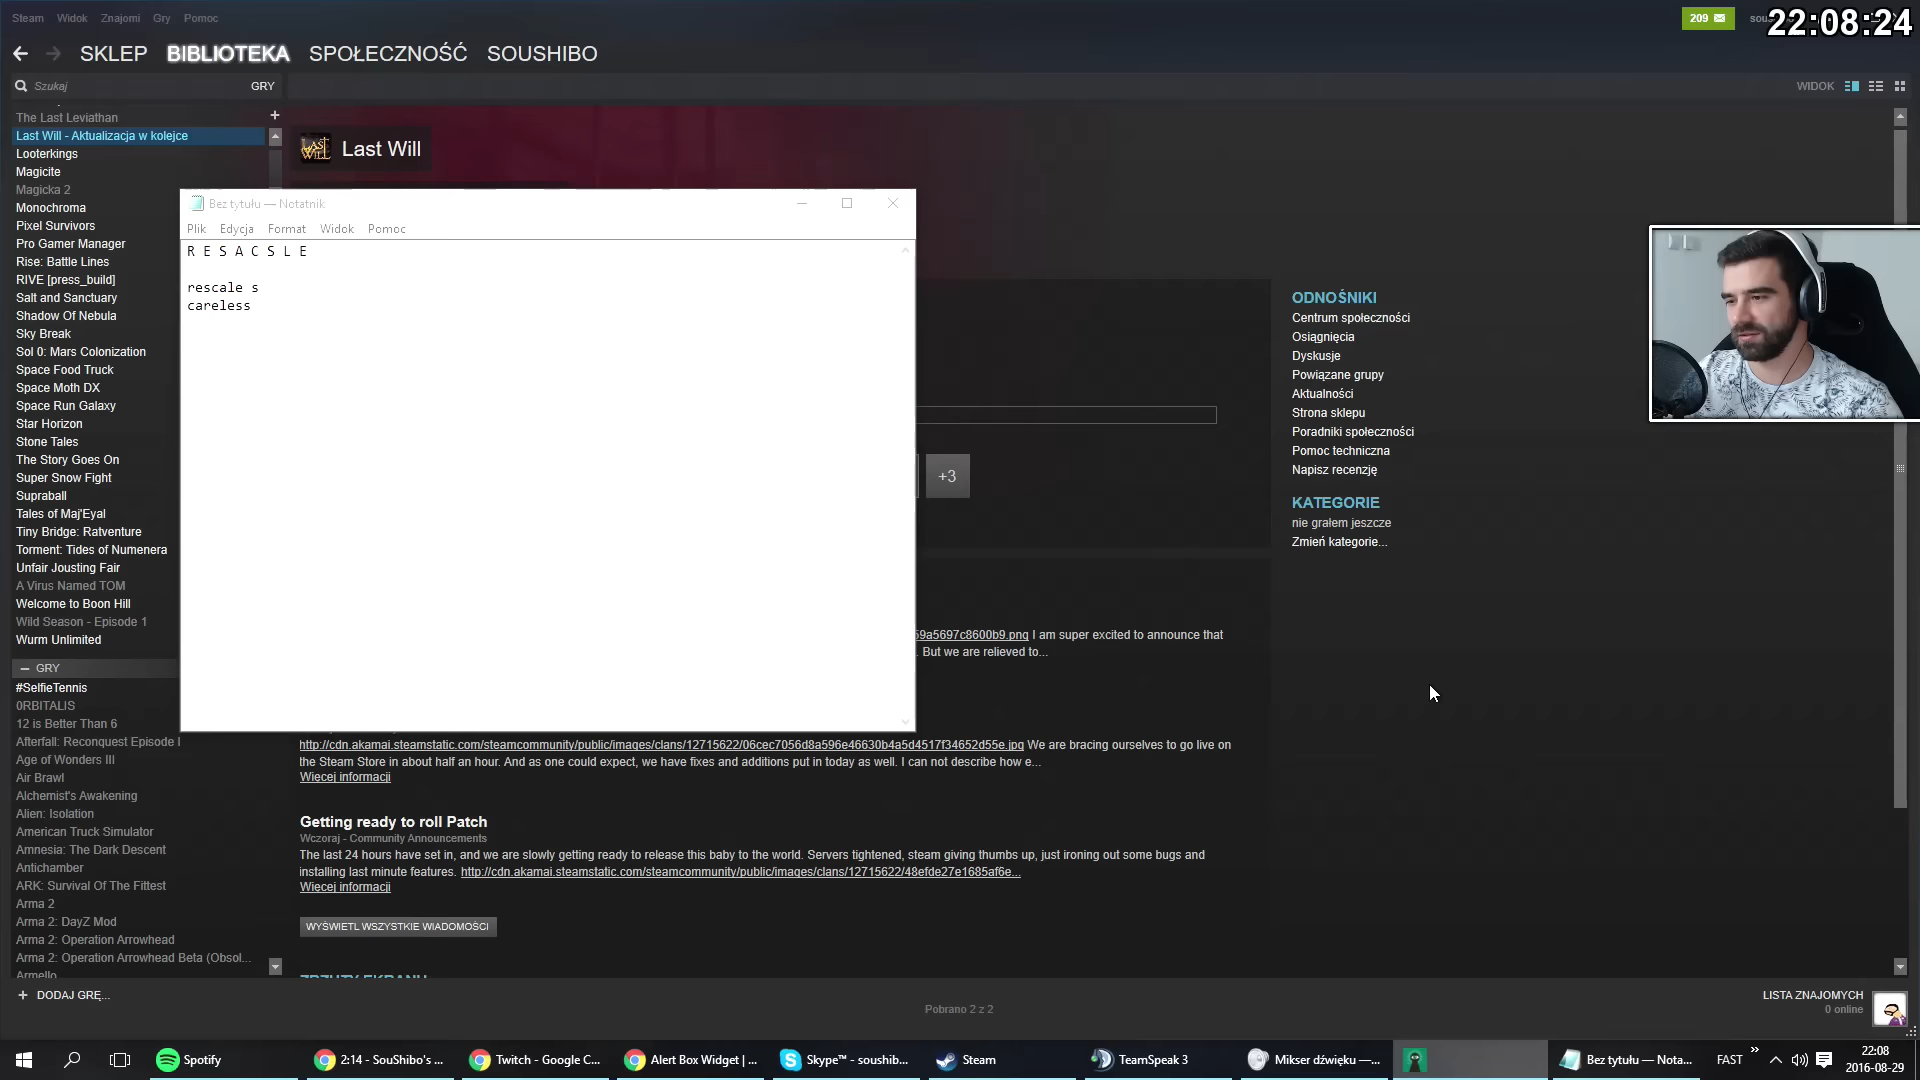 Steam Widok Znajomi Gry Pomoc
209
22:08:24
SKLEP BIBLIOTEKA SPOŁECZNOŚĆ SOUSHIBO
Szukaj
GRY
WIDOK
The Last Leviathan
Last Will - Aktualizacja w kolejce
Looterkings
Magicite
Magicka 2
Monochroma
Pixel Survivors
Pro Gamer Manager
Rise: Battle Lines
RIVE [press_build]
Salt and Sanctuary
Shadow Of Nebula
Sky Break
Sol 0: Mars Colonization
Space Food Truck
Space Moth DX
Space Run Galaxy
Star Horizon
Stone Tales
The Story Goes On
Super Snow Fight
Supraball
Tales of Maj'Eyal
Tiny Bridge: Ratventure
Torment: Tides of Numenera
Unfair Jousting Fair
A Virus Named TOM
Welcome to Boon Hill
Wild Season - Episode 1
Wurm Unlimited
GRY
#SelfieTennis
0RBITALIS
12 is Better Than 6
Afterfall: Reconquest Episode I
Age of Wonders III
Air Brawl
Alchemist's Awakening
Alien: Isolation
American Truck Simulator
Amnesia: The Dark Descent
Antichamber
ARK: Survival Of The Fittest
Arma 2
Arma 2: DayZ Mod
Arma 2: Operation Arrowhead
Arma 2: Operation Arrowhead Beta (Obsol...
Armello
+ DODAJ GRĘ...
LAST WILL
Last Will
Bez tytułu — Notatnik
Plik Edycja Format Widok Pomoc
R E S A C S L E
rescale s
careless
+3
59a5697c8600b9.png I am super excited to announce that
. But we are relieved to...
http://cdn.akamai.steamstatic.com/steamcommunity/public/images/clans/12715622/06cec7056d8a596e46630b4a5d4517f34652d55e.jpg We are bracing ourselves to go live on
the Steam Store in about half an hour. And as one could expect, we have fixes and additions put in today as well. I can not describe how e...
Więcej informacji
Getting ready to roll Patch
Wczoraj - Community Announcements
The last 24 hours have set in, and we are slowly getting ready to release this baby to the world. Servers tightened, steam giving thumbs up, just ironing out some bugs and
installing last minute features. http://cdn.akamai.steamstatic.com/steamcommunity/public/images/clans/12715622/48efde27e1685af6e...
Więcej informacji
WYŚWIETL WSZYSTKIE WIADOMOŚCI
ZRZUTY EKRANU
ODNOŚNIKI
Centrum społeczności
Osiągnięcia
Dyskusje
Powiązane grupy
Aktualności
Strona sklepu
Poradniki społeczności
Pomoc techniczna
Napisz recenzję
KATEGORIE
nie grałem jeszcze
Zmień kategorie...
Pobrano 2 z 2
LISTA ZNAJOMYCH
0 online
Spotify
2:14 - SouShibo's ...
Twitch - Google C...
Alert Box Widget | ...
Skype™ - soushib...
Steam
TeamSpeak 3
Mikser dźwięku —...
Bez tytułu — Nota...
FAST
22:08
2016-08-29